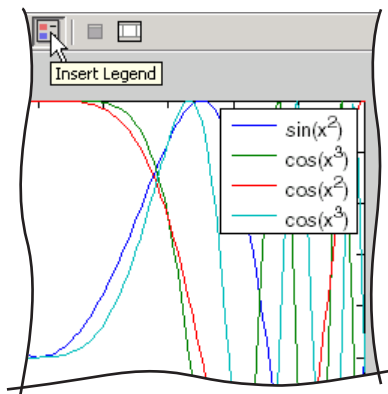 Insert Legend
sin(x²)
cos(x³)
cos(x²)
cos(x³)